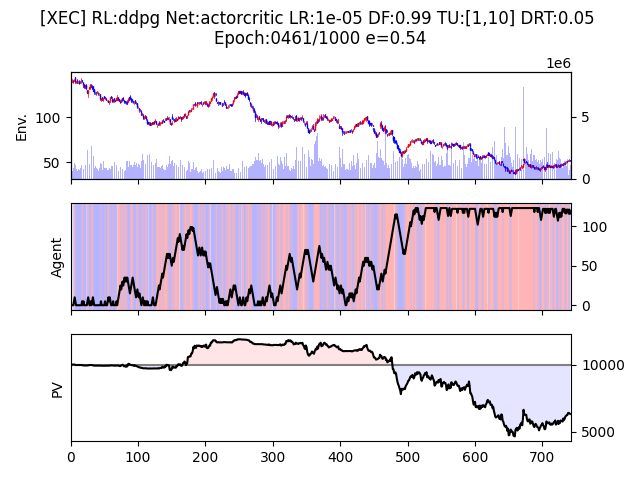 [XEC] RL:ddpg Net:actorcritic LR:1e-05 DF:0.99 TU:[1,10] DRT:0.05
Epoch:0461/1000 e=0.54
1e6
Env.
100
50
5
0
Agent
100
50
0
PV
10000
5000
0 100 200 300 400 500 600 700